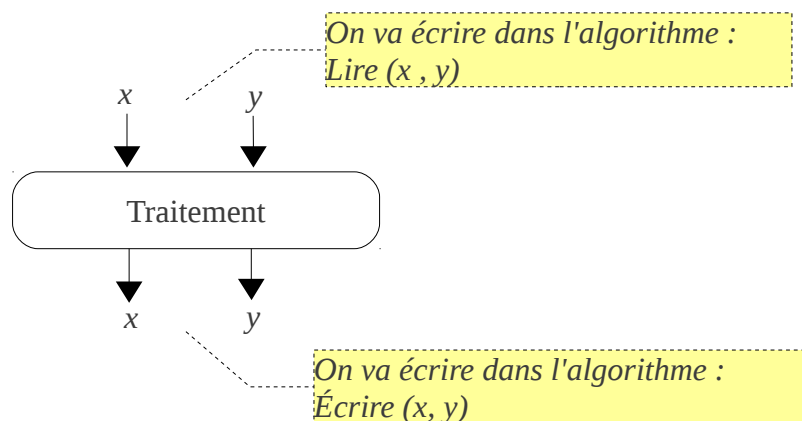 On va écrire dans l'algorithme :
Lire (x , y)
x y
Traitement
x y
On va écrire dans l'algorithme :
Écrire (x, y)